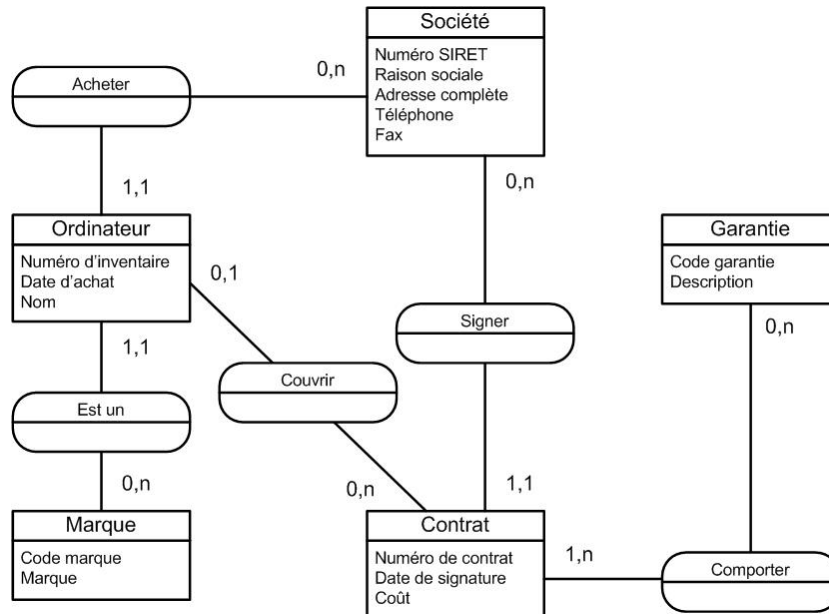 Société
Numéro SIRET
Raison sociale
Adresse complète
Téléphone
Fax
Acheter
0,n
1,1
0,n
Ordinateur
Numéro d'inventaire
Date d'achat
Nom
0,1
Garantie
Code garantie
Description
1,1
Signer
0,n
Couvrir
Est un
0,n
0,n
1,1
Marque
Code marque
Marque
Contrat
Numéro de contrat
Date de signature
Coût
1,n
Comporter